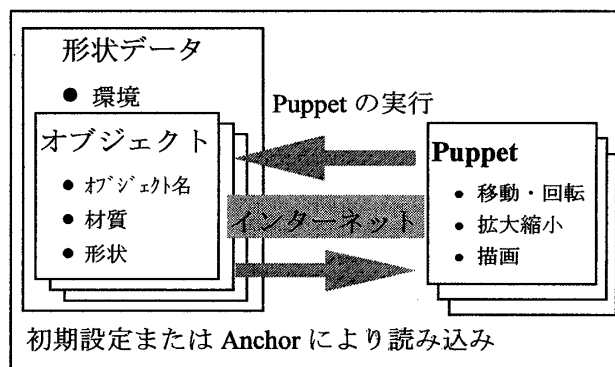 形状データ
● 環境
オブジェクト
● ｵﾌﾞｼﾞｪｸﾄ名
● 材質
● 形状
Puppet の実行
インターネット
Puppet
● 移動・回転
● 拡大縮小
● 描画
初期設定または Anchor により読み込み